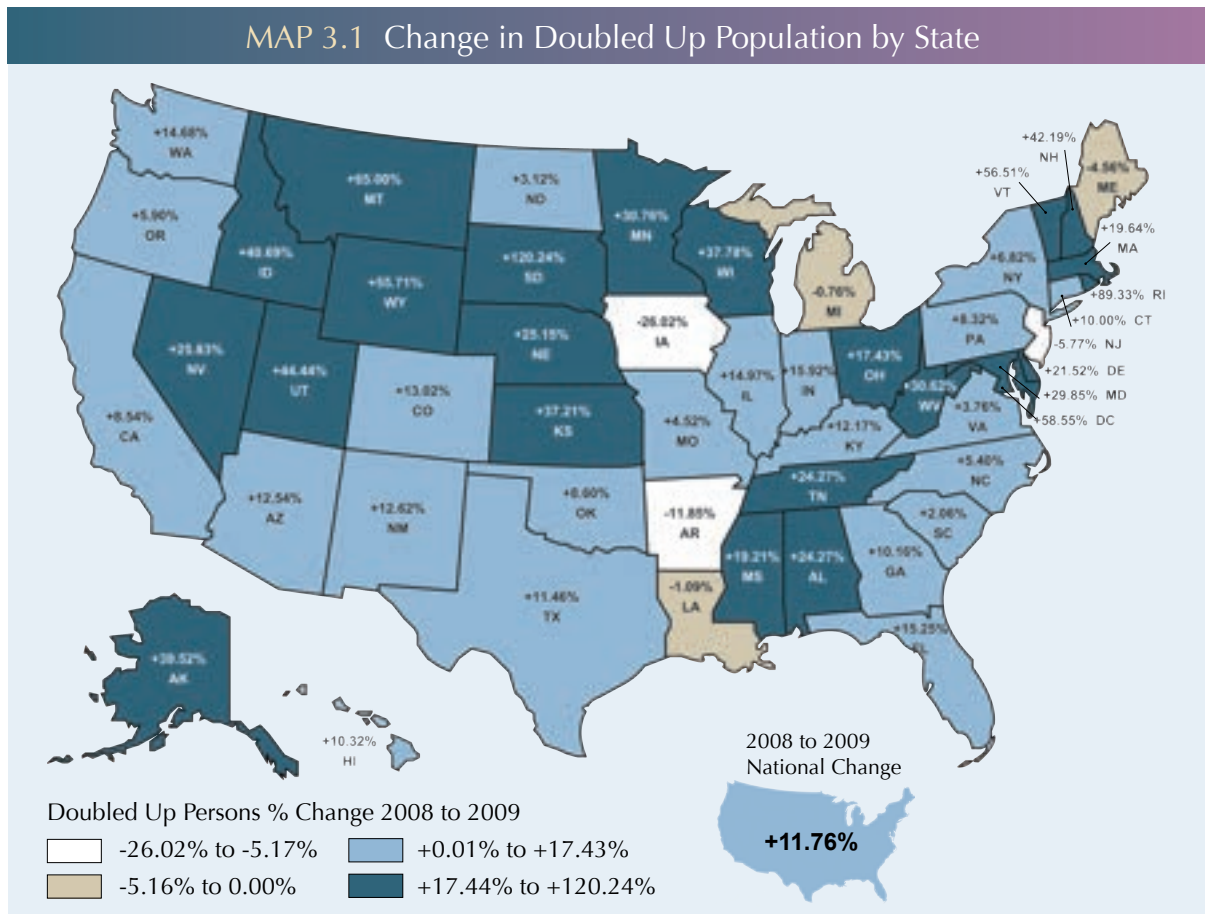 MAP 3.1 Change in Doubled Up Population by State
+14.68%
WA
+5.90%
OR
+8.54%
CA
+40.69%
ID
+25.83%
NV
+44.44%
UT
+12.54%
AZ
+65.00%
MT
+55.71%
WY
+13.02%
CO
+12.62%
NM
+3.12%
ND
+120.24%
SD
+25.15%
NE
+37.21%
KS
OK
+11.46%
TX
+30.76%
MN
-26.02%
IA
+4.52%
MO
-11.85%
AR
-1.09%
LA
+37.78%
WI
+14.97%
IL
-0.76%
MI
+15.92%
IN
+17.43%
OH
+12.17%
KY
+24.27%
TN
+19.21%
MS
+24.27%
AL
+10.16%
GA
+15.25%
FL
+2.06%
SC
+5.40%
NC
+3.76%
VA
WV
+8.32%
PA
+6.82%
NY
+56.51%
VT
+42.19%
NH
-4.56%
ME
+19.64%
MA
+89.33% RI
+10.00% CT
-5.77% NJ
+21.52% DE
+29.85% MD
+58.55% DC
+39.52%
AK
+10.32%
HI
2008 to 2009
National Change
+11.76%
Doubled Up Persons % Change 2008 to 2009
-26.02% to -5.17%
+0.01% to +17.43%
-5.16% to 0.00%
+17.44% to +120.24%